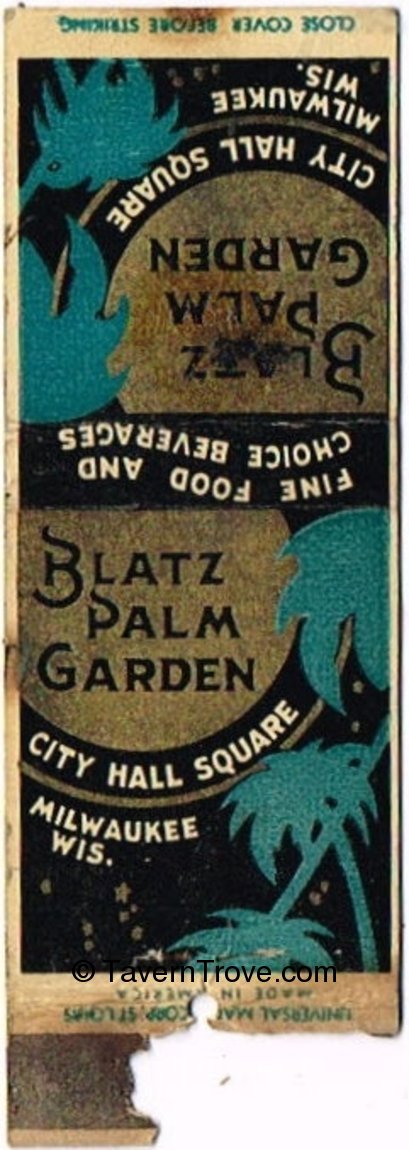 CLOSE COVER BEFORE STRIKING
MILWAUKEE
WIS.
CITY HALL SQUARE
BLATZ
PALM
GARDEN
FINE FOOD AND
CHOICE BEVERAGES
BLATZ
PALM
GARDEN
CITY HALL SQUARE
MILWAUKEE
WIS.
© TavernTrove.com
MADE IN AMERICA
UNIVERSAL CORP. ST. LOUIS